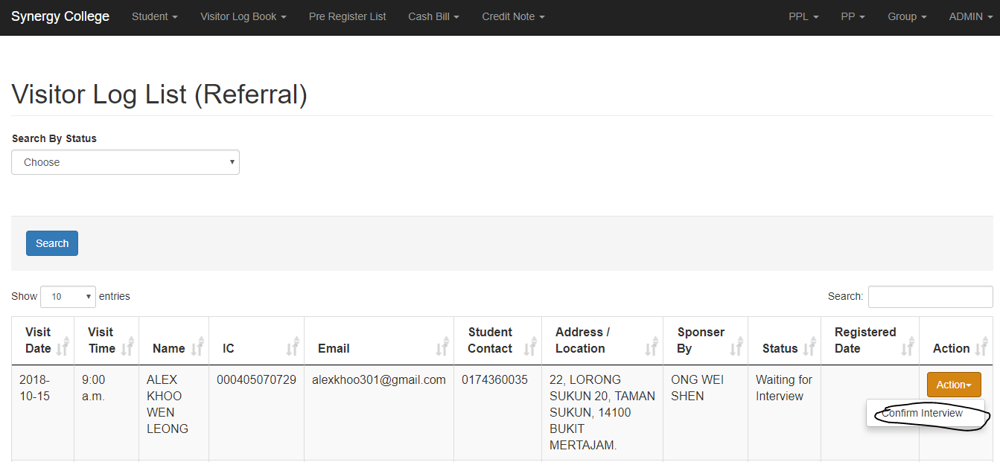 Synergy College Student Visitor Log Book Pre Register List Cash Bill Credit Note PPL PP Group ADMIN
Visitor Log List (Referral)
Search By Status
Choose
Search
Show 10 entries Search:
Visit Date Visit Time Name IC Email Student Contact Address / Location Sponser By Status Registered Date Action
2018-10-15 9:00 a.m. ALEX KHOO WEN LEONG 000405070729 alexkhoo301@gmail.com 0174360035 22, LORONG SUKUN 20, TAMAN SUKUN, 14100 BUKIT MERTAJAM. ONG WEI SHEN Waiting for Interview Action
Confirm Interview